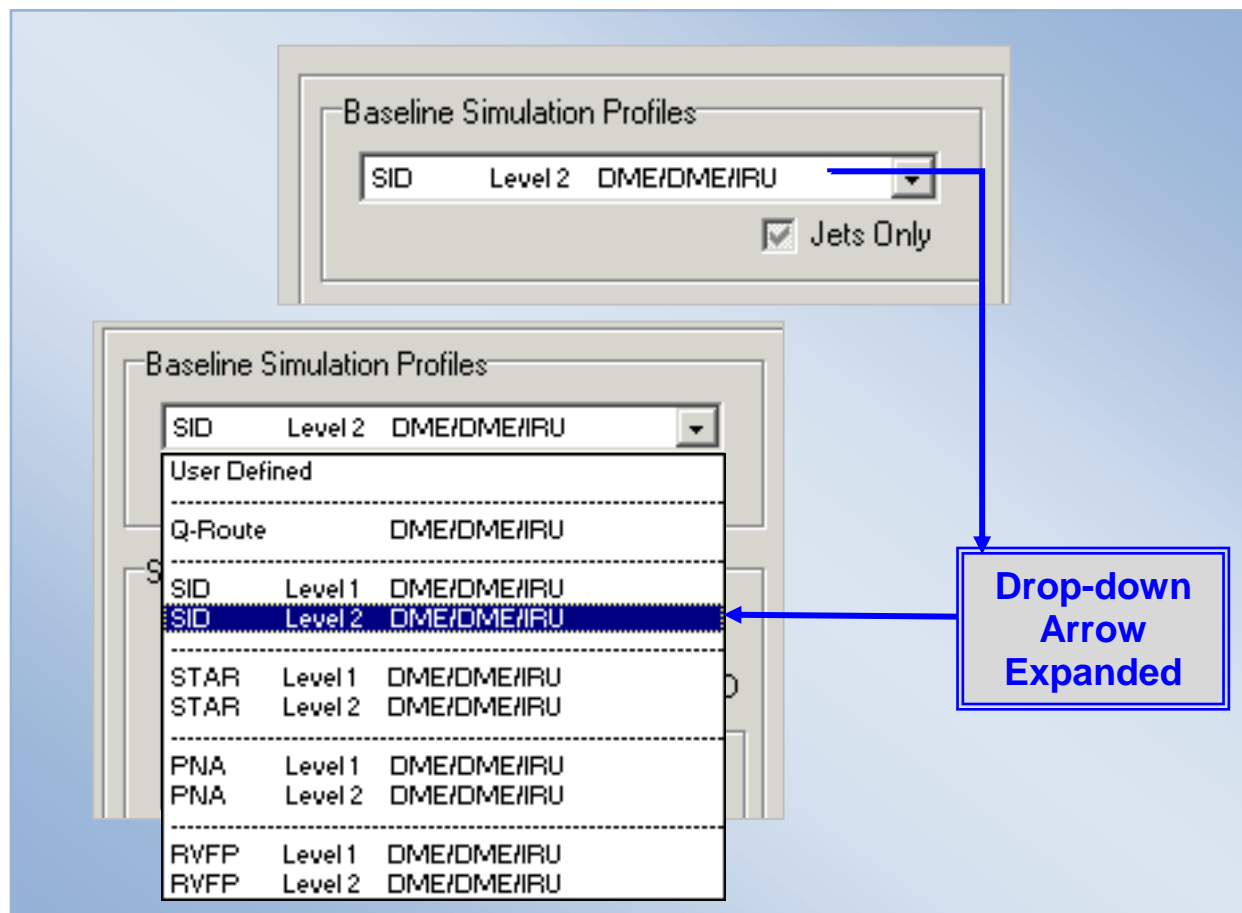 Baseline Simulation Profiles
SID Level 2 DME/DME/IRU
Jets Only
Baseline Simulation Profiles
SID Level 2 DME/DME/IRU
User Defined
Q-Route DME/DME/IRU
S
SID Level 1 DME/DME/IRU
SID Level 2 DME/DME/IRU
STAR Level 1 DME/DME/IRU
STAR Level 2 DME/DME/IRU
PNA Level 1 DME/DME/IRU
PNA Level 2 DME/DME/IRU
RVFP Level 1 DME/DME/IRU
RVFP Level 2 DME/DME/IRU
Drop-down
Arrow
Expanded